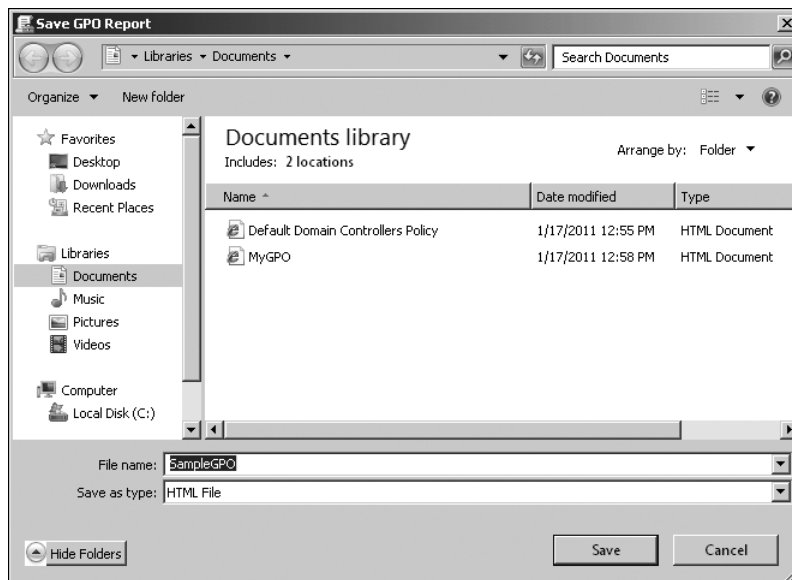 Save GPO Report
Libraries Documents
Search Documents
Organize New folder
Favorites
Desktop
Downloads
Recent Places
Libraries
Documents
Music
Pictures
Videos
Computer
Local Disk (C:)
Documents library
Includes: 2 locations
Arrange by: Folder
Name Date modified Type
Default Domain Controllers Policy 1/17/2011 12:55 PM HTML Document
MyGPO 1/17/2011 12:58 PM HTML Document
File name: SampleGPO
Save as type: HTML File
Hide Folders
Save
Cancel